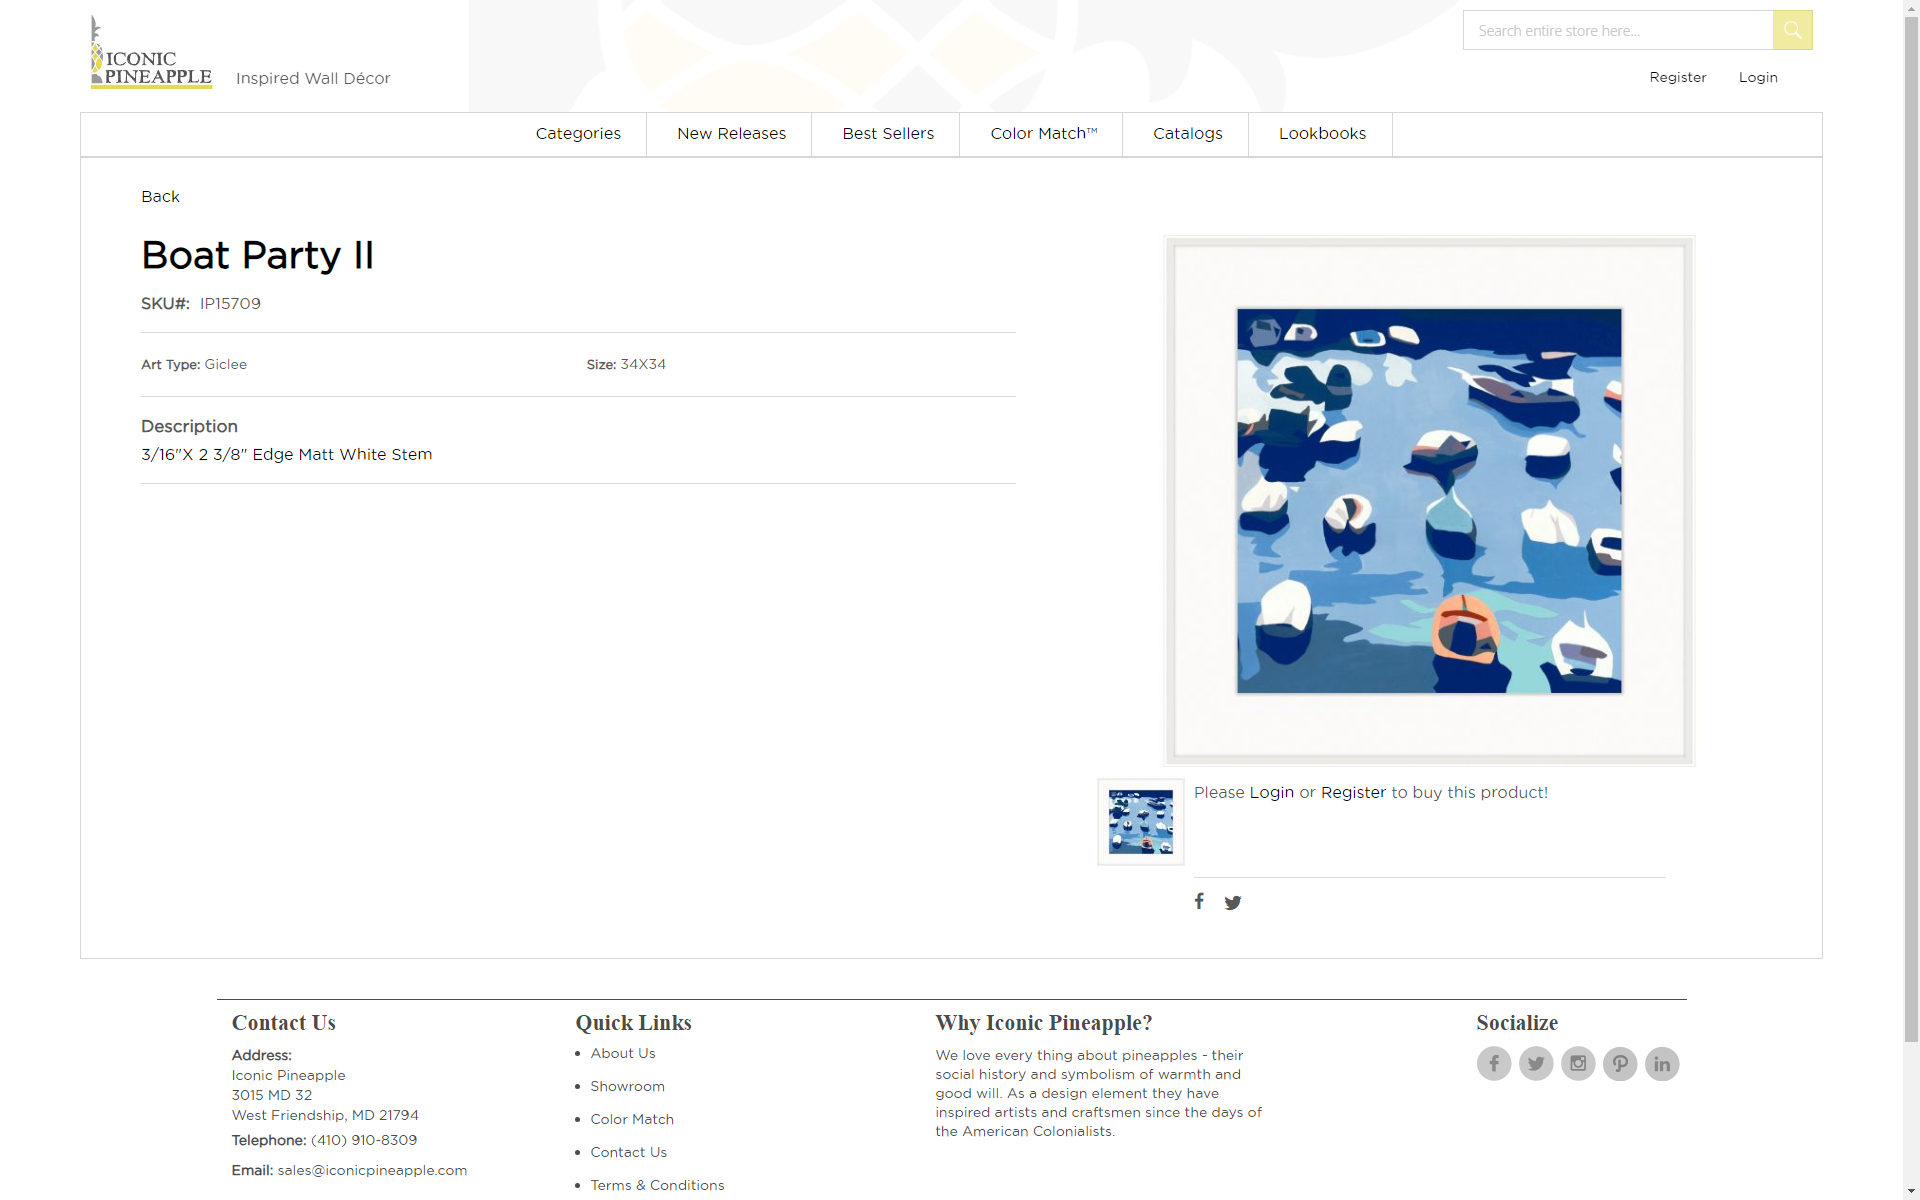 ICONIC
PINEAPPLE
Inspired Wall Décor
Search entire store here...
Register
Login
Categories
New Releases
Best Sellers
Color Match™
Catalogs
Lookbooks
Back
Boat Party II
SKU#: IP15709
Art Type: Giclee
Size: 34X34
Description
3/16"X 2 3/8" Edge Matt White Stem
Please Login or Register to buy this product!
Contact Us
Address:
Iconic Pineapple
3015 MD 32
West Friendship, MD 21794
Telephone: (410) 910-8309
Email: sales@iconicpineapple.com
Quick Links
About Us
Showroom
Color Match
Contact Us
Terms & Conditions
Why Iconic Pineapple?
We love every thing about pineapples - their
social history and symbolism of warmth and
good will. As a design element they have
inspired artists and craftsmen since the days of
the American Colonialists.
Socialize